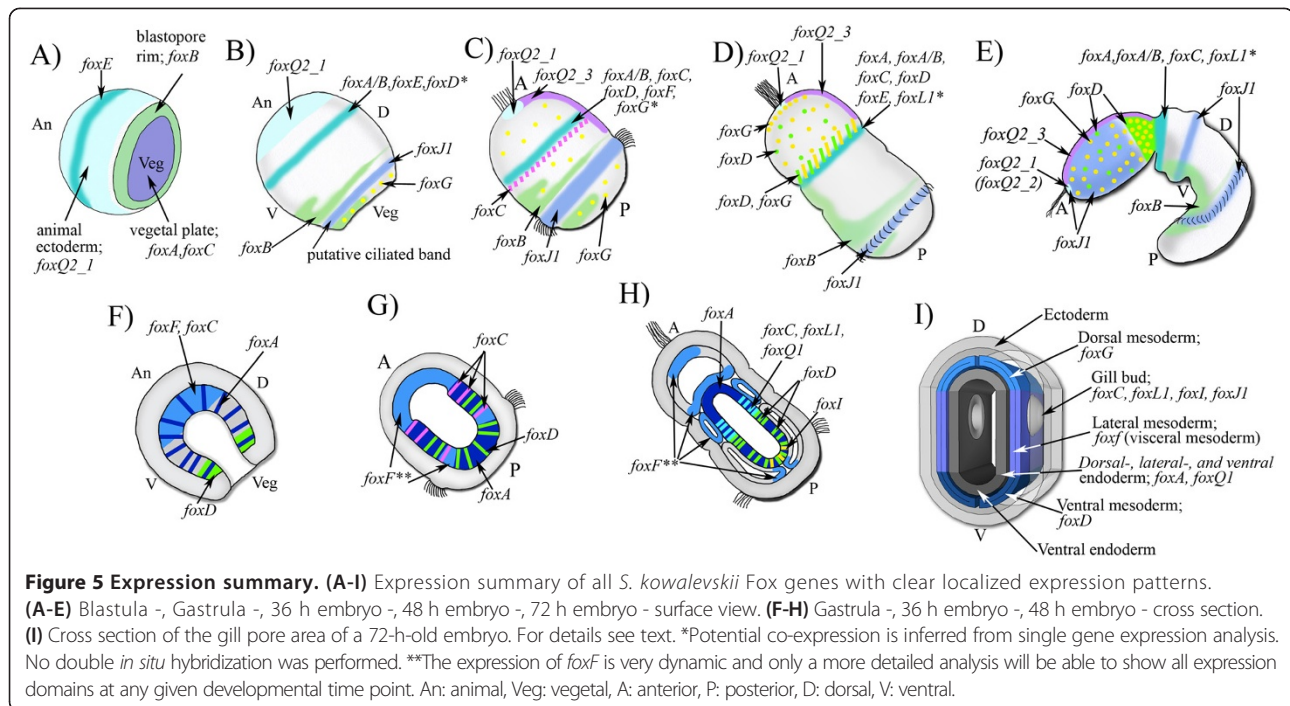 A)
foxE
blastopore
rim; foxB
An
Veg
animal
ectoderm;
foxQ2_1
vegetal plate;
foxA,foxC
B)
foxQ2_1
foxA/B, foxE,foxD*
An
D
foxJ1
foxG
V
Veg
foxB
putative ciliated band
C)
foxQ2_1
A
foxQ2_3
foxA/B, foxC,
foxD, foxF,
foxG*
foxC
foxB
foxJ1
foxG
P
D)
foxQ2_3
foxQ2_1
A
foxA, foxA/B,
foxC, foxD
foxE, foxL1*
foxG
foxD
foxD, foxG
foxB
foxJ1
P
E)
foxA,foxA/B, foxC, foxL1*
foxD
foxJ1
foxG
D
foxQ2_3
foxQ2_1
(foxQ2_2)
V
A
foxB
foxJ1
P
F)
foxF, foxC
foxA
An
D
V
Veg
foxD
G)
foxC
A
foxD
P
foxF**
foxA
H)
foxA
A
foxC, foxL1,
foxQ1
foxD
foxI
foxF**
P
I)
D
Ectoderm
Dorsal mesoderm;
foxG
Gill bud;
foxC, foxL1, foxI, foxJ1
Lateral mesoderm;
foxf (visceral mesoderm)
Dorsal-, lateral-, and ventral
endoderm; foxA, foxQ1
Ventral mesoderm;
foxD
V
Ventral endoderm
Figure 5 Expression summary. (A-I) Expression summary of all S. kowalevskii Fox genes with clear localized expression patterns.
(A-E) Blastula -, Gastrula -, 36 h embryo -, 48 h embryo -, 72 h embryo - surface view. (F-H) Gastrula -, 36 h embryo -, 48 h embryo - cross section.
(I) Cross section of the gill pore area of a 72-h-old embryo. For details see text. *Potential co-expression is inferred from single gene expression analysis.
No double in situ hybridization was performed. **The expression of foxF is very dynamic and only a more detailed analysis will be able to show all expression
domains at any given developmental time point. An: animal, Veg: vegetal, A: anterior, P: posterior, D: dorsal, V: ventral.